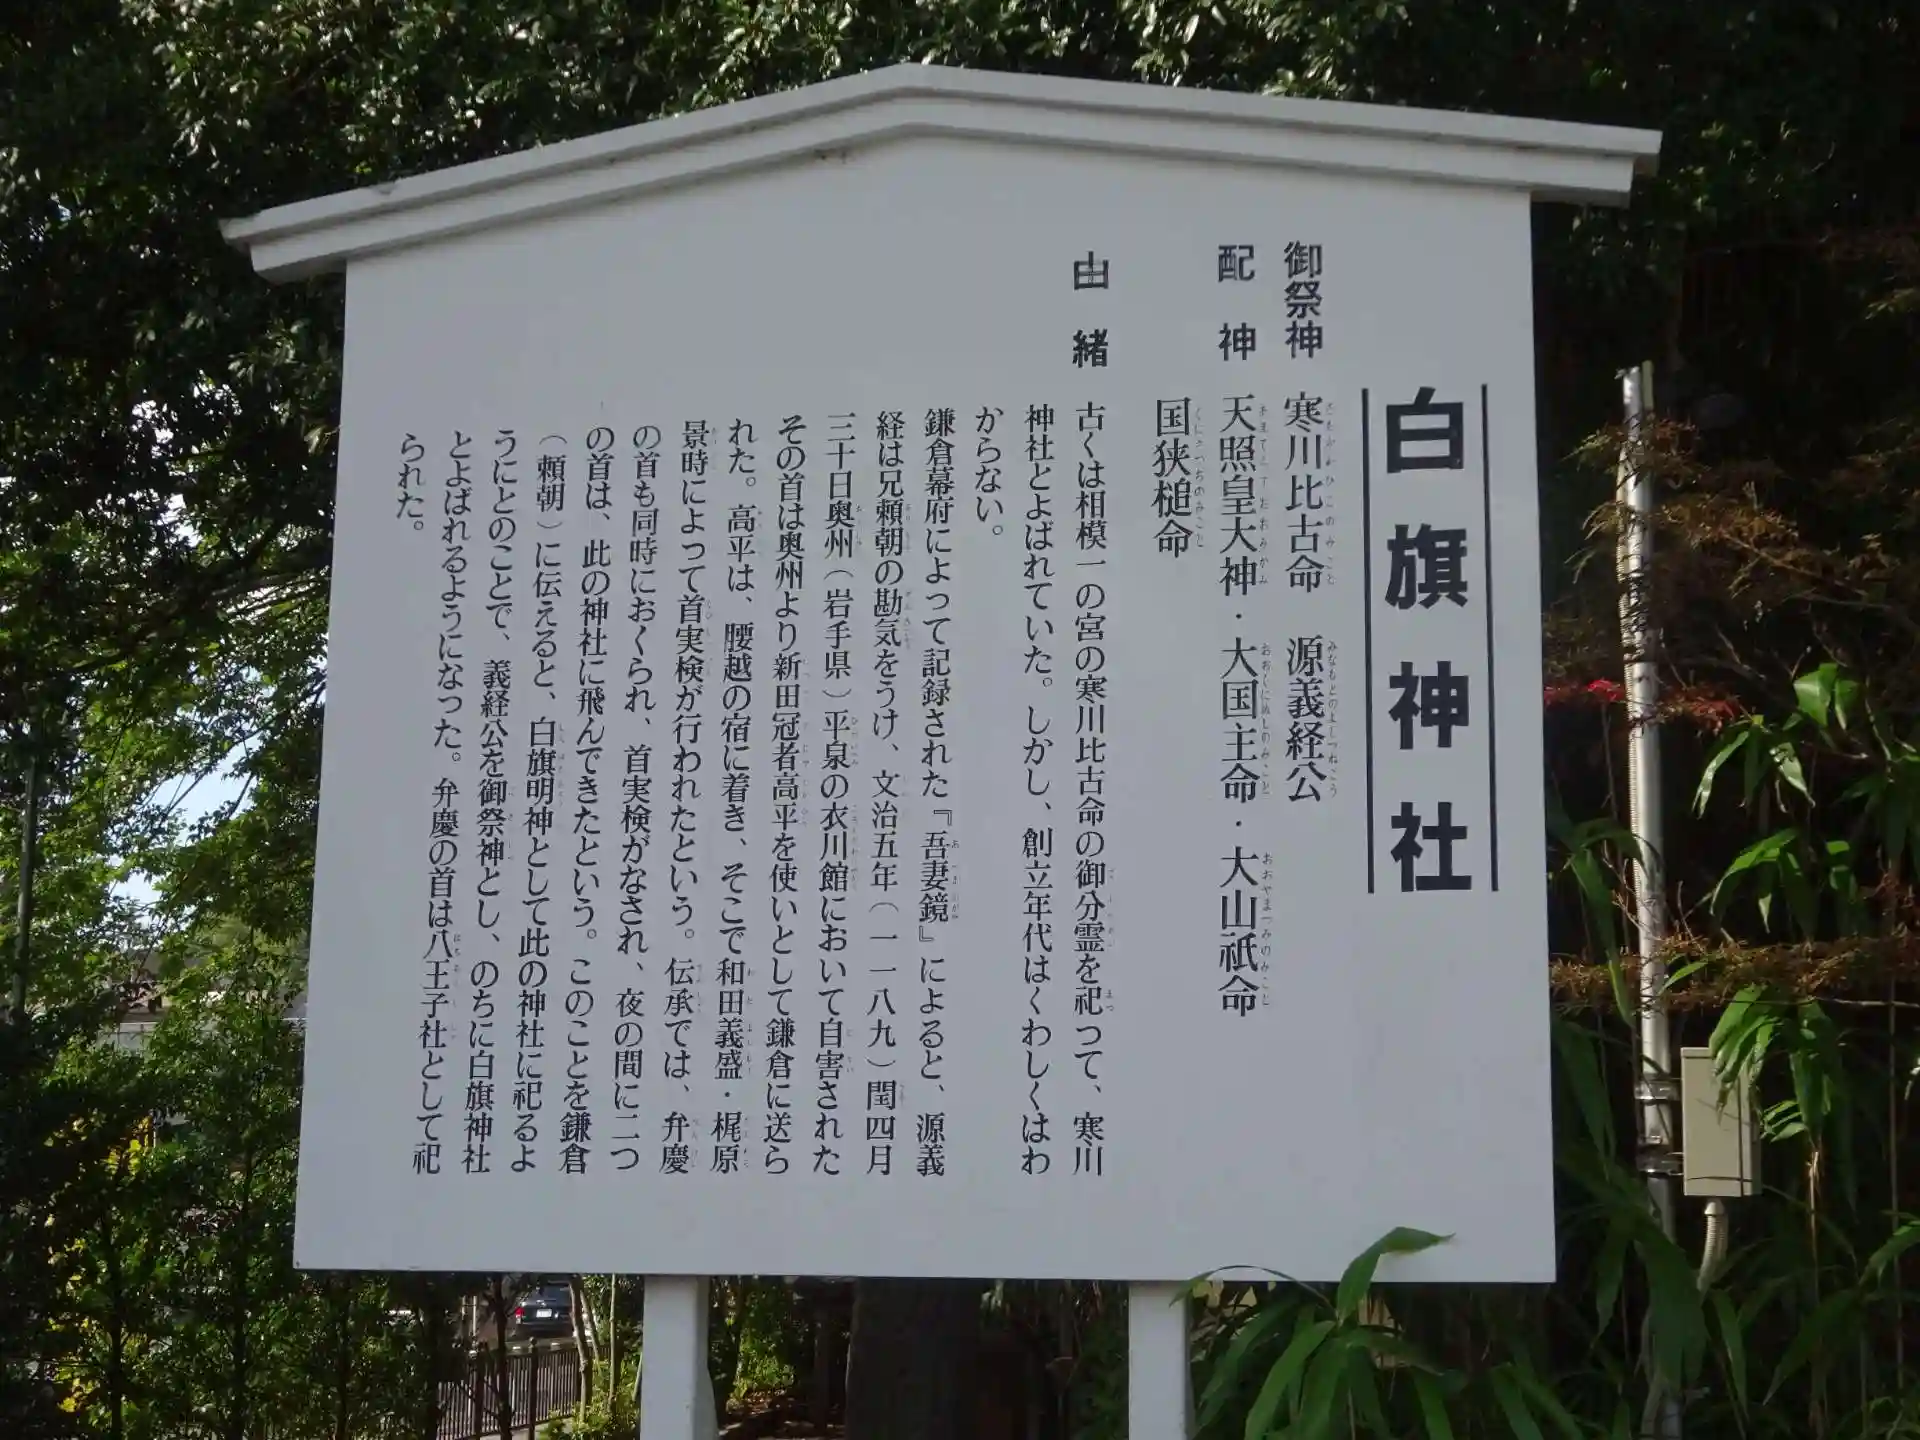 白旗神社
御祭神 寒川比古命 源義経公
配神 天照皇大神・大国主命・大山祇命
国狭槌命
由緒 古くは相模一の宮の寒川比古命の御分霊を祀つて、寒川
神社とよばれていた。しかし、創立年代はくわしくはわ
からない。
鎌倉幕府によって記録された『吾妻鏡』によると、源義
経は兄頼朝の勘気をうけ、文治五年(一一八九)閏四月
三十日奥州(岩手県)平泉の衣川館において自害された
その首は奥州より新田冠者高平を使いとして鎌倉に送ら
れた。高平は、腰越の宿に着き、そこで和田義盛・梶原
景時によって首実検が行われたという。伝承では、弁慶
の首も同時におくられ、首実検がなされ、夜の間に二つ
の首は、此の神社に飛んできたという。このことを鎌倉
(頼朝)に伝えると、白旗明神として此の神社に祀るよ
うにとのことで、義経公を御祭神とし、のちに白旗神社
とよばれるようになった。弁慶の首は八王子社として祀
られた。